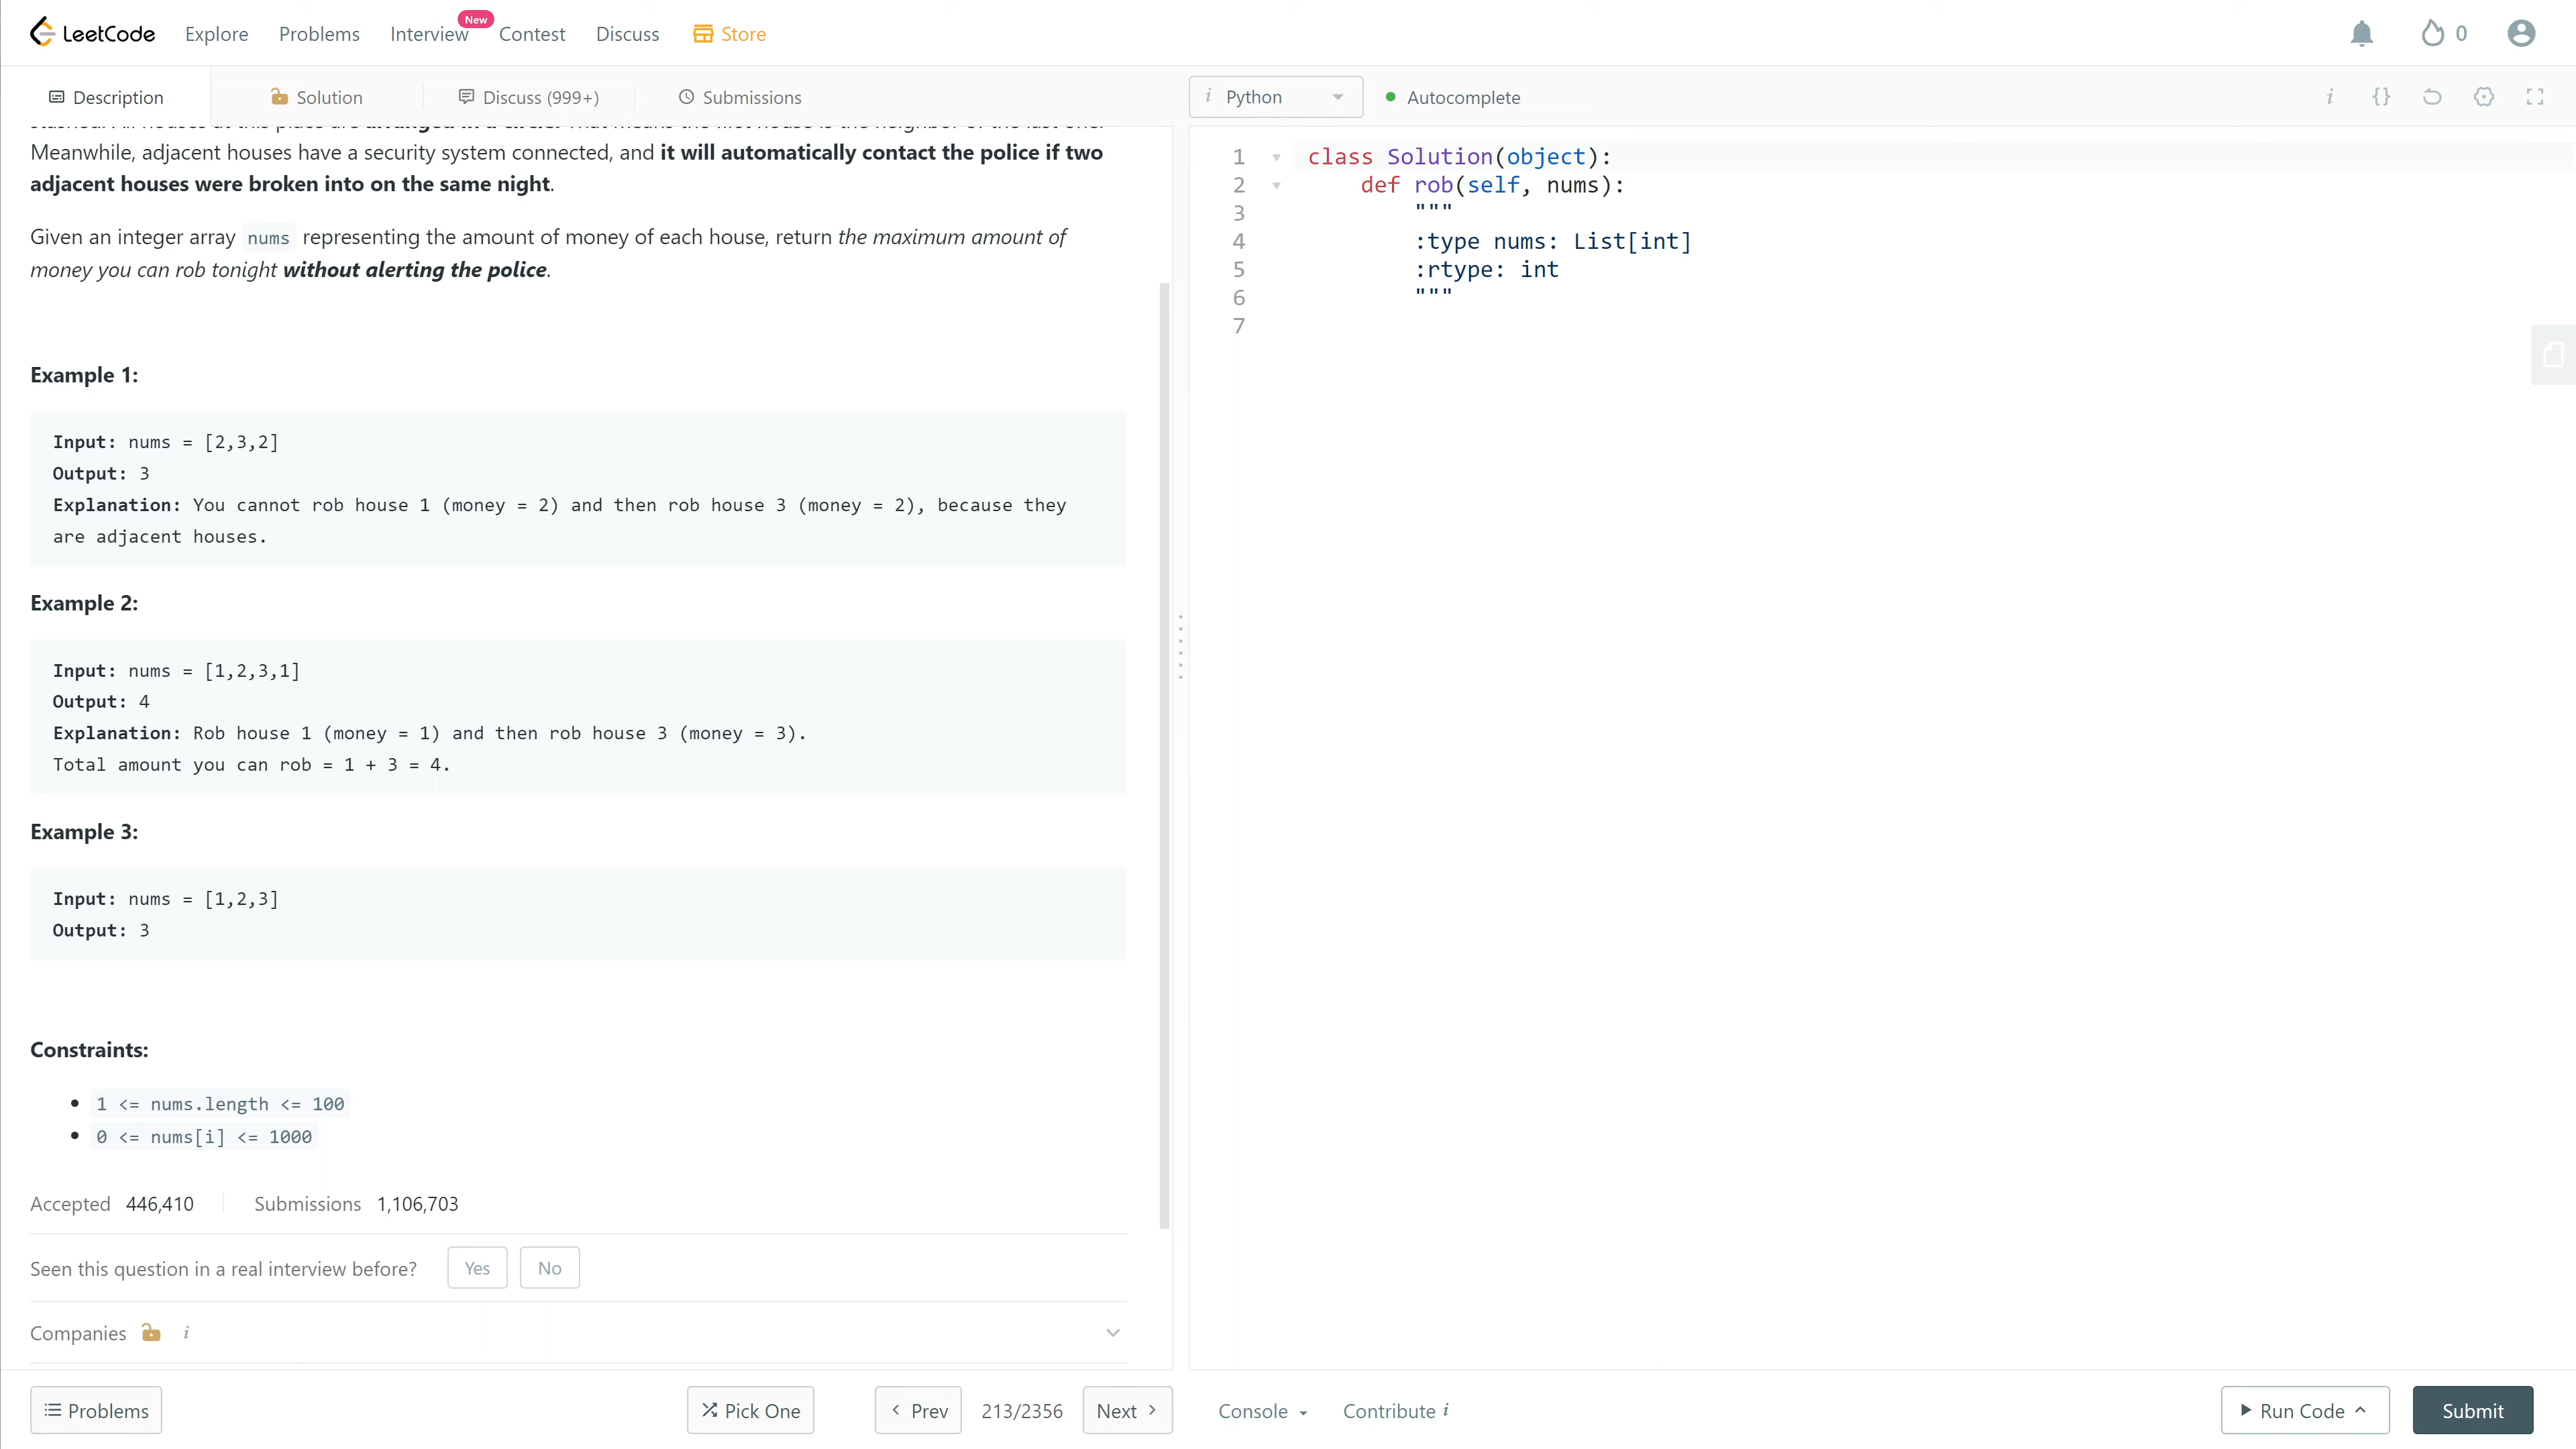 LeetCode Explore Problems Interview New Contest Discuss Store 0
Description Solution Discuss (999+) Submissions
Meanwhile, adjacent houses have a security system connected, and it will automatically contact the police if two
adjacent houses were broken into on the same night.
Given an integer array nums representing the amount of money of each house, return the maximum amount of
money you can rob tonight without alerting the police.
Example 1:
Input: nums = [2,3,2]
Output: 3
Explanation: You cannot rob house 1 (money = 2) and then rob house 3 (money = 2), because they
are adjacent houses.
Example 2:
Input: nums = [1,2,3,1]
Output: 4
Explanation: Rob house 1 (money = 1) and then rob house 3 (money = 3).
Total amount you can rob = 1 + 3 = 4.
Example 3:
Input: nums = [1,2,3]
Output: 3
Constraints:
1 <= nums.length <= 100
0 <= nums[i] <= 1000
Accepted 446,410 Submissions 1,106,703
Seen this question in a real interview before? Yes No
Companies i
Problems Pick One < Prev 213/2356 Next >
i Python Autocomplete i {}
1 class Solution(object):
2 def rob(self, nums):
3 """
4 :type nums: List[int]
5 :rtype: int
6 """
7
Console Contribute i Run Code Submit